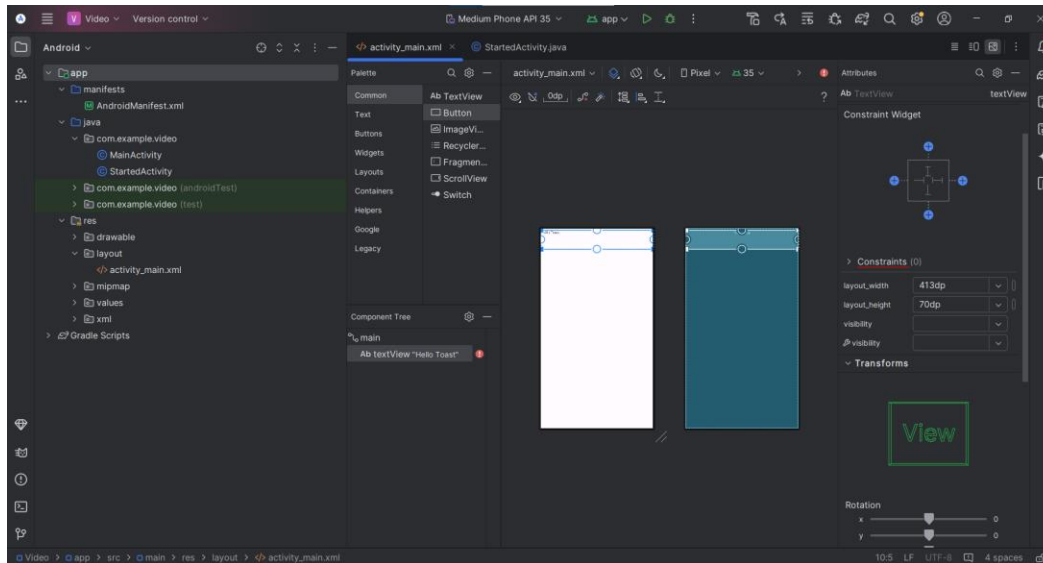 V Video Version control Medium Phone API 35 app
Android
app
manifests
AndroidManifest.xml
java
com.example.video
MainActivity
StartedActivity
com.example.video (androidTest)
com.example.video (test)
res
drawable
layout
activity_main.xml
mipmap
values
xml
Gradle Scripts
activity_main.xml StartedActivity.java
Palette
Common
Text
Buttons
Widgets
Layouts
Containers
Helpers
Google
Legacy
Ab TextView
Button
ImageVi...
Recycler...
Fragmen...
ScrollView
Switch
Component Tree
main
Ab textView "Hello Toast"
activity_main.xml Pixel 35
0dp
Attributes
Ab TextView textView
Constraint Widget
Constraints (0)
layout_width 413dp
layout_height 70dp
visibility
visibility
Transforms
View
Rotation
x 0
y 0
Video > app > src > main > res > layout > activity_main.xml
10:5 LF UTF-8 4 spaces